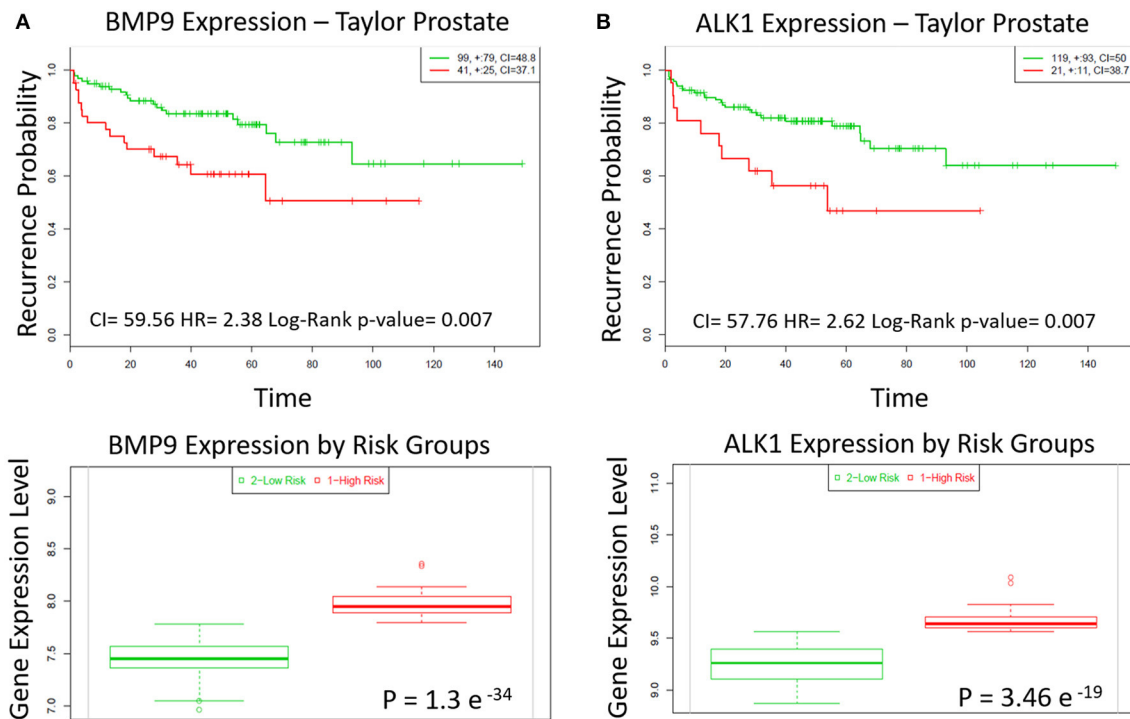 A
BMP9 Expression – Taylor Prostate
99, +:79, CI=48.8
41, +:25, CI=37.1
Recurrence Probability
1.0
0.8
0.6
0.4
0.2
0.0
CI= 59.56 HR= 2.38 Log-Rank p-value= 0.007
0 20 40 60 80 100 120 140
Time
B
ALK1 Expression – Taylor Prostate
119, +:93, CI=50
21, +:11, CI=38.7
Recurrence Probability
1.0
0.8
0.6
0.4
0.2
0.0
CI= 57.76 HR= 2.62 Log-Rank p-value= 0.007
0 20 40 60 80 100 120 140
Time
BMP9 Expression by Risk Groups
2−Low Risk 1−High Risk
Gene Expression Level
9.0
8.5
8.0
7.5
7.0
P = 1.3 e -34
ALK1 Expression by Risk Groups
2−Low Risk 1−High Risk
Gene Expression Level
11.0
10.5
10.0
9.5
9.0
P = 3.46 e -19